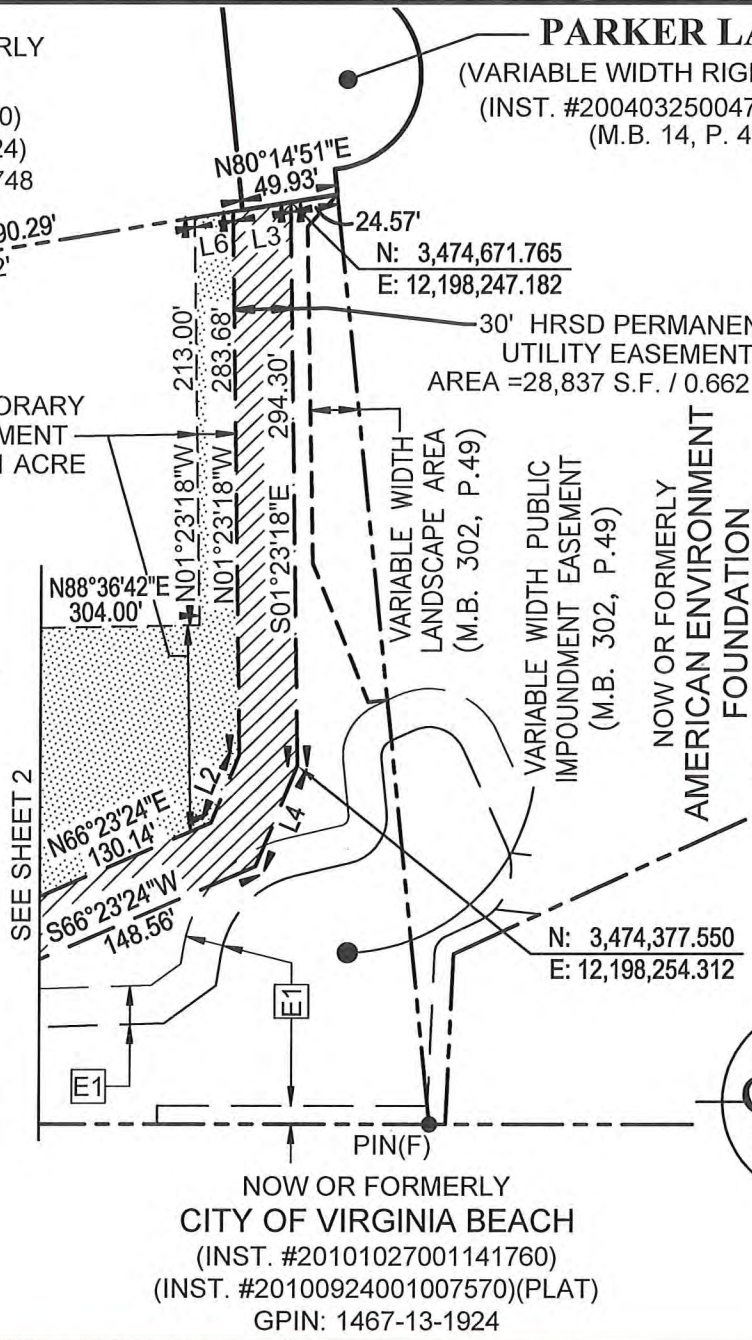 RLY
0)
24)
748
90.29'
2'
PARKER LA
(VARIABLE WIDTH RIG
(INST. #20040325004
(M.B. 14, P. 4
N80°14'51"E
49.93'
24.57'
L6
L3
N: 3,474,671.765
E: 12,198,247.182
30' HRSD PERMANEN
UTILITY EASEMENT
AREA =28,837 S.F. / 0.662
ORARY
MENT
ACRE
213.00'
N01°23'18"W
283.68'
N01°23'18"W
294.30'
S01°23'18"E
VARIABLE WIDTH
LANDSCAPE AREA
(M.B. 302, P.49)
VARIABLE WIDTH PUBLIC
IMPOUNDMENT EASEMENT
(M.B. 302, P.49)
NOW OR FORMERLY
AMERICAN ENVIRONMENT
FOUNDATION
N88°36'42"E
304.00'
SEE SHEET 2
L2
N66°23'24"E
130.14'
L4
S66°23'24"W
148.56'
N: 3,474,377.550
E: 12,198,254.312
E1
E1
PIN(F)
NOW OR FORMERLY
CITY OF VIRGINIA BEACH
(INST. #20101027001141760)
(INST. #20100924001007570)(PLAT)
GPIN: 1467-13-1924